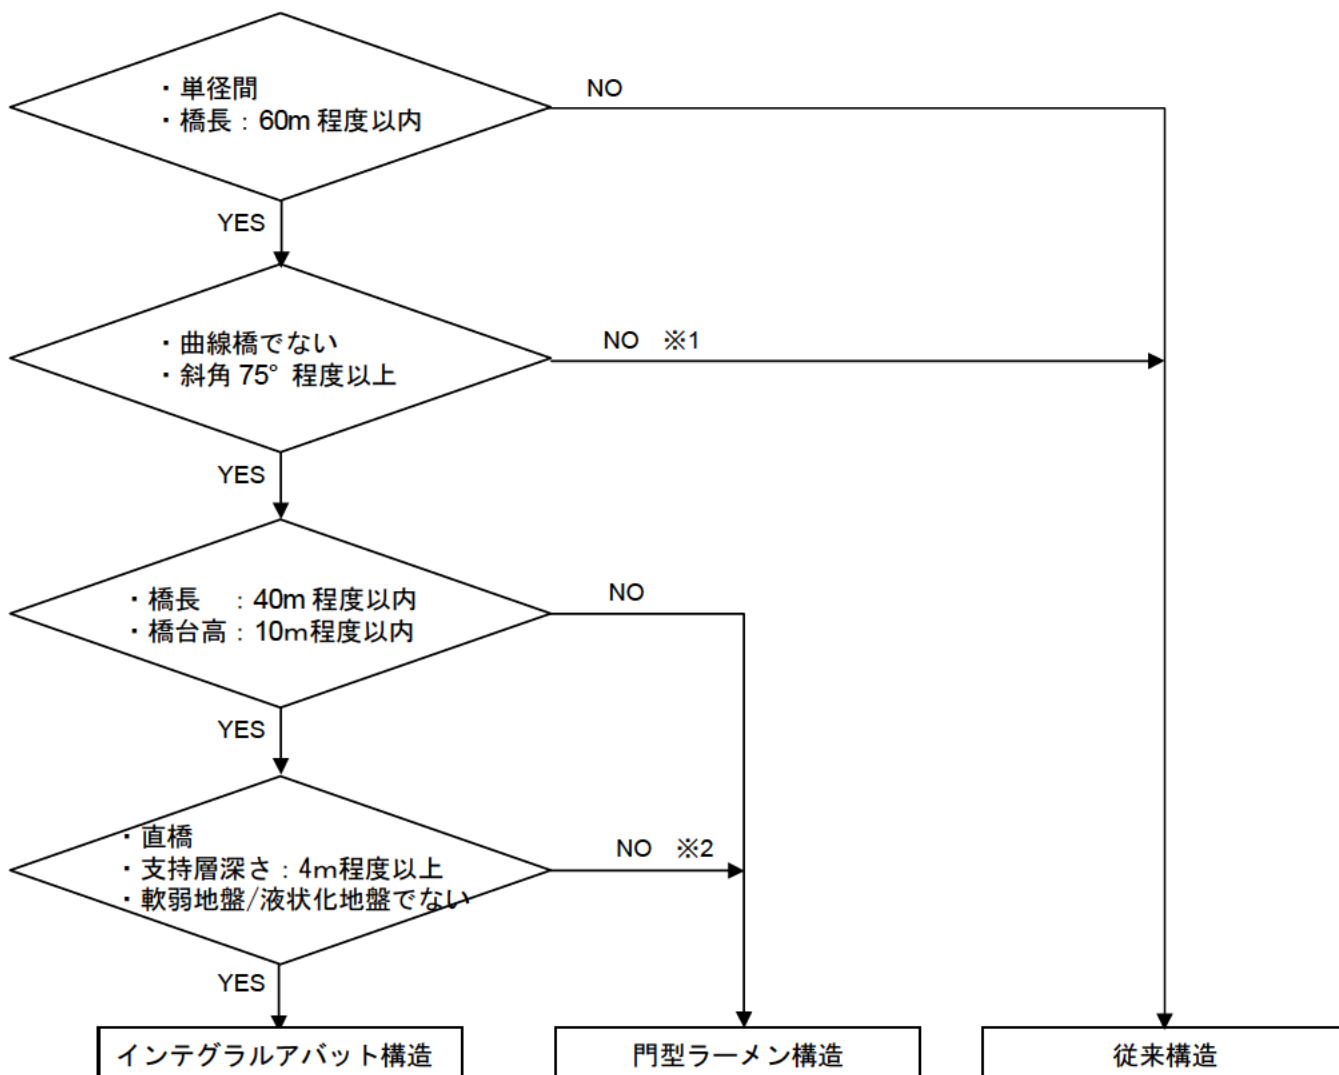 ・単径間
・橋長：60m 程度以内
NO
YES
・曲線橋でない
・斜角 75° 程度以上
NO ※1
YES
・橋長　：40m 程度以内
・橋台高：10m程度以内
NO
YES
・直橋
・支持層深さ：4m程度以上
・軟弱地盤/液状化地盤でない
NO ※2
YES
インテグラルアバット構造
門型ラーメン構造
従来構造